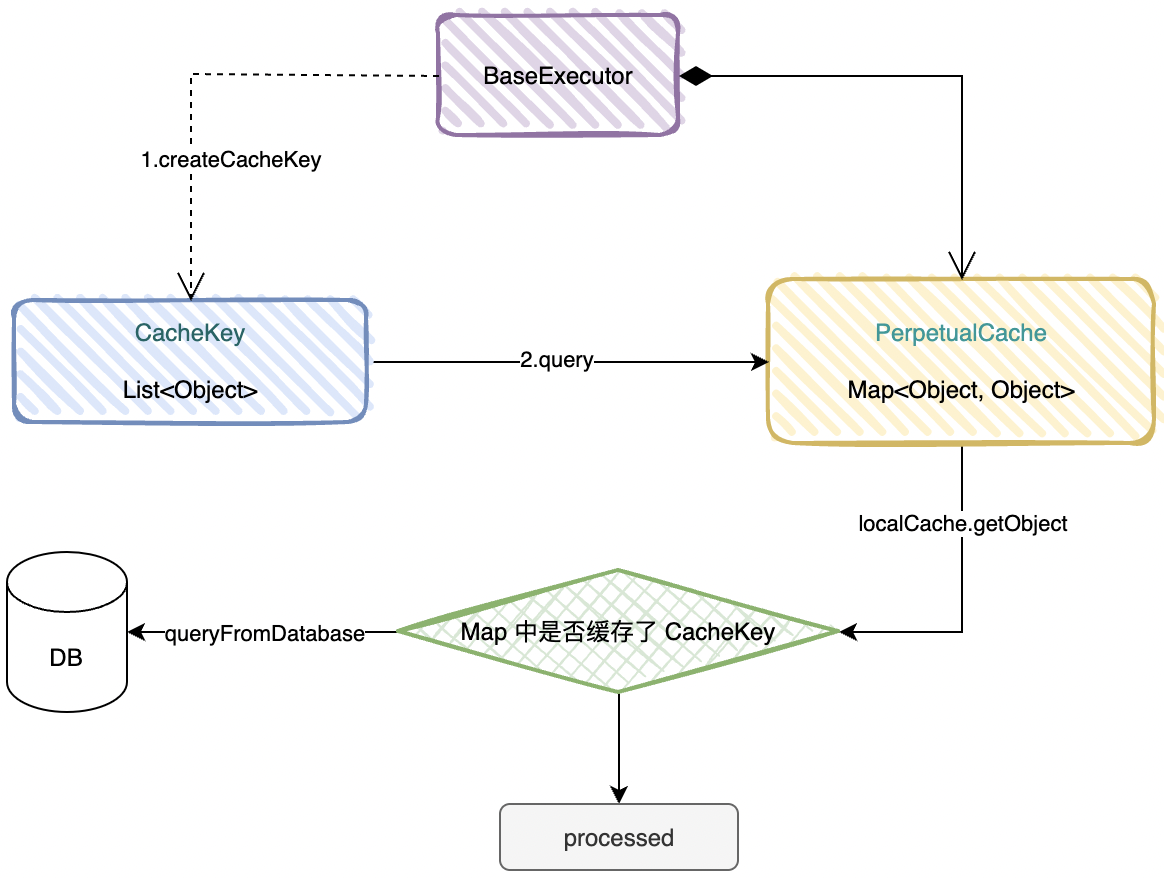 BaseExecutor
1.createCacheKey
CacheKey
List<Object>
2.query
PerpetualCache
Map<Object, Object>
localCache.getObject
Map 中是否缓存了 CacheKey
queryFromDatabase
DB
processed